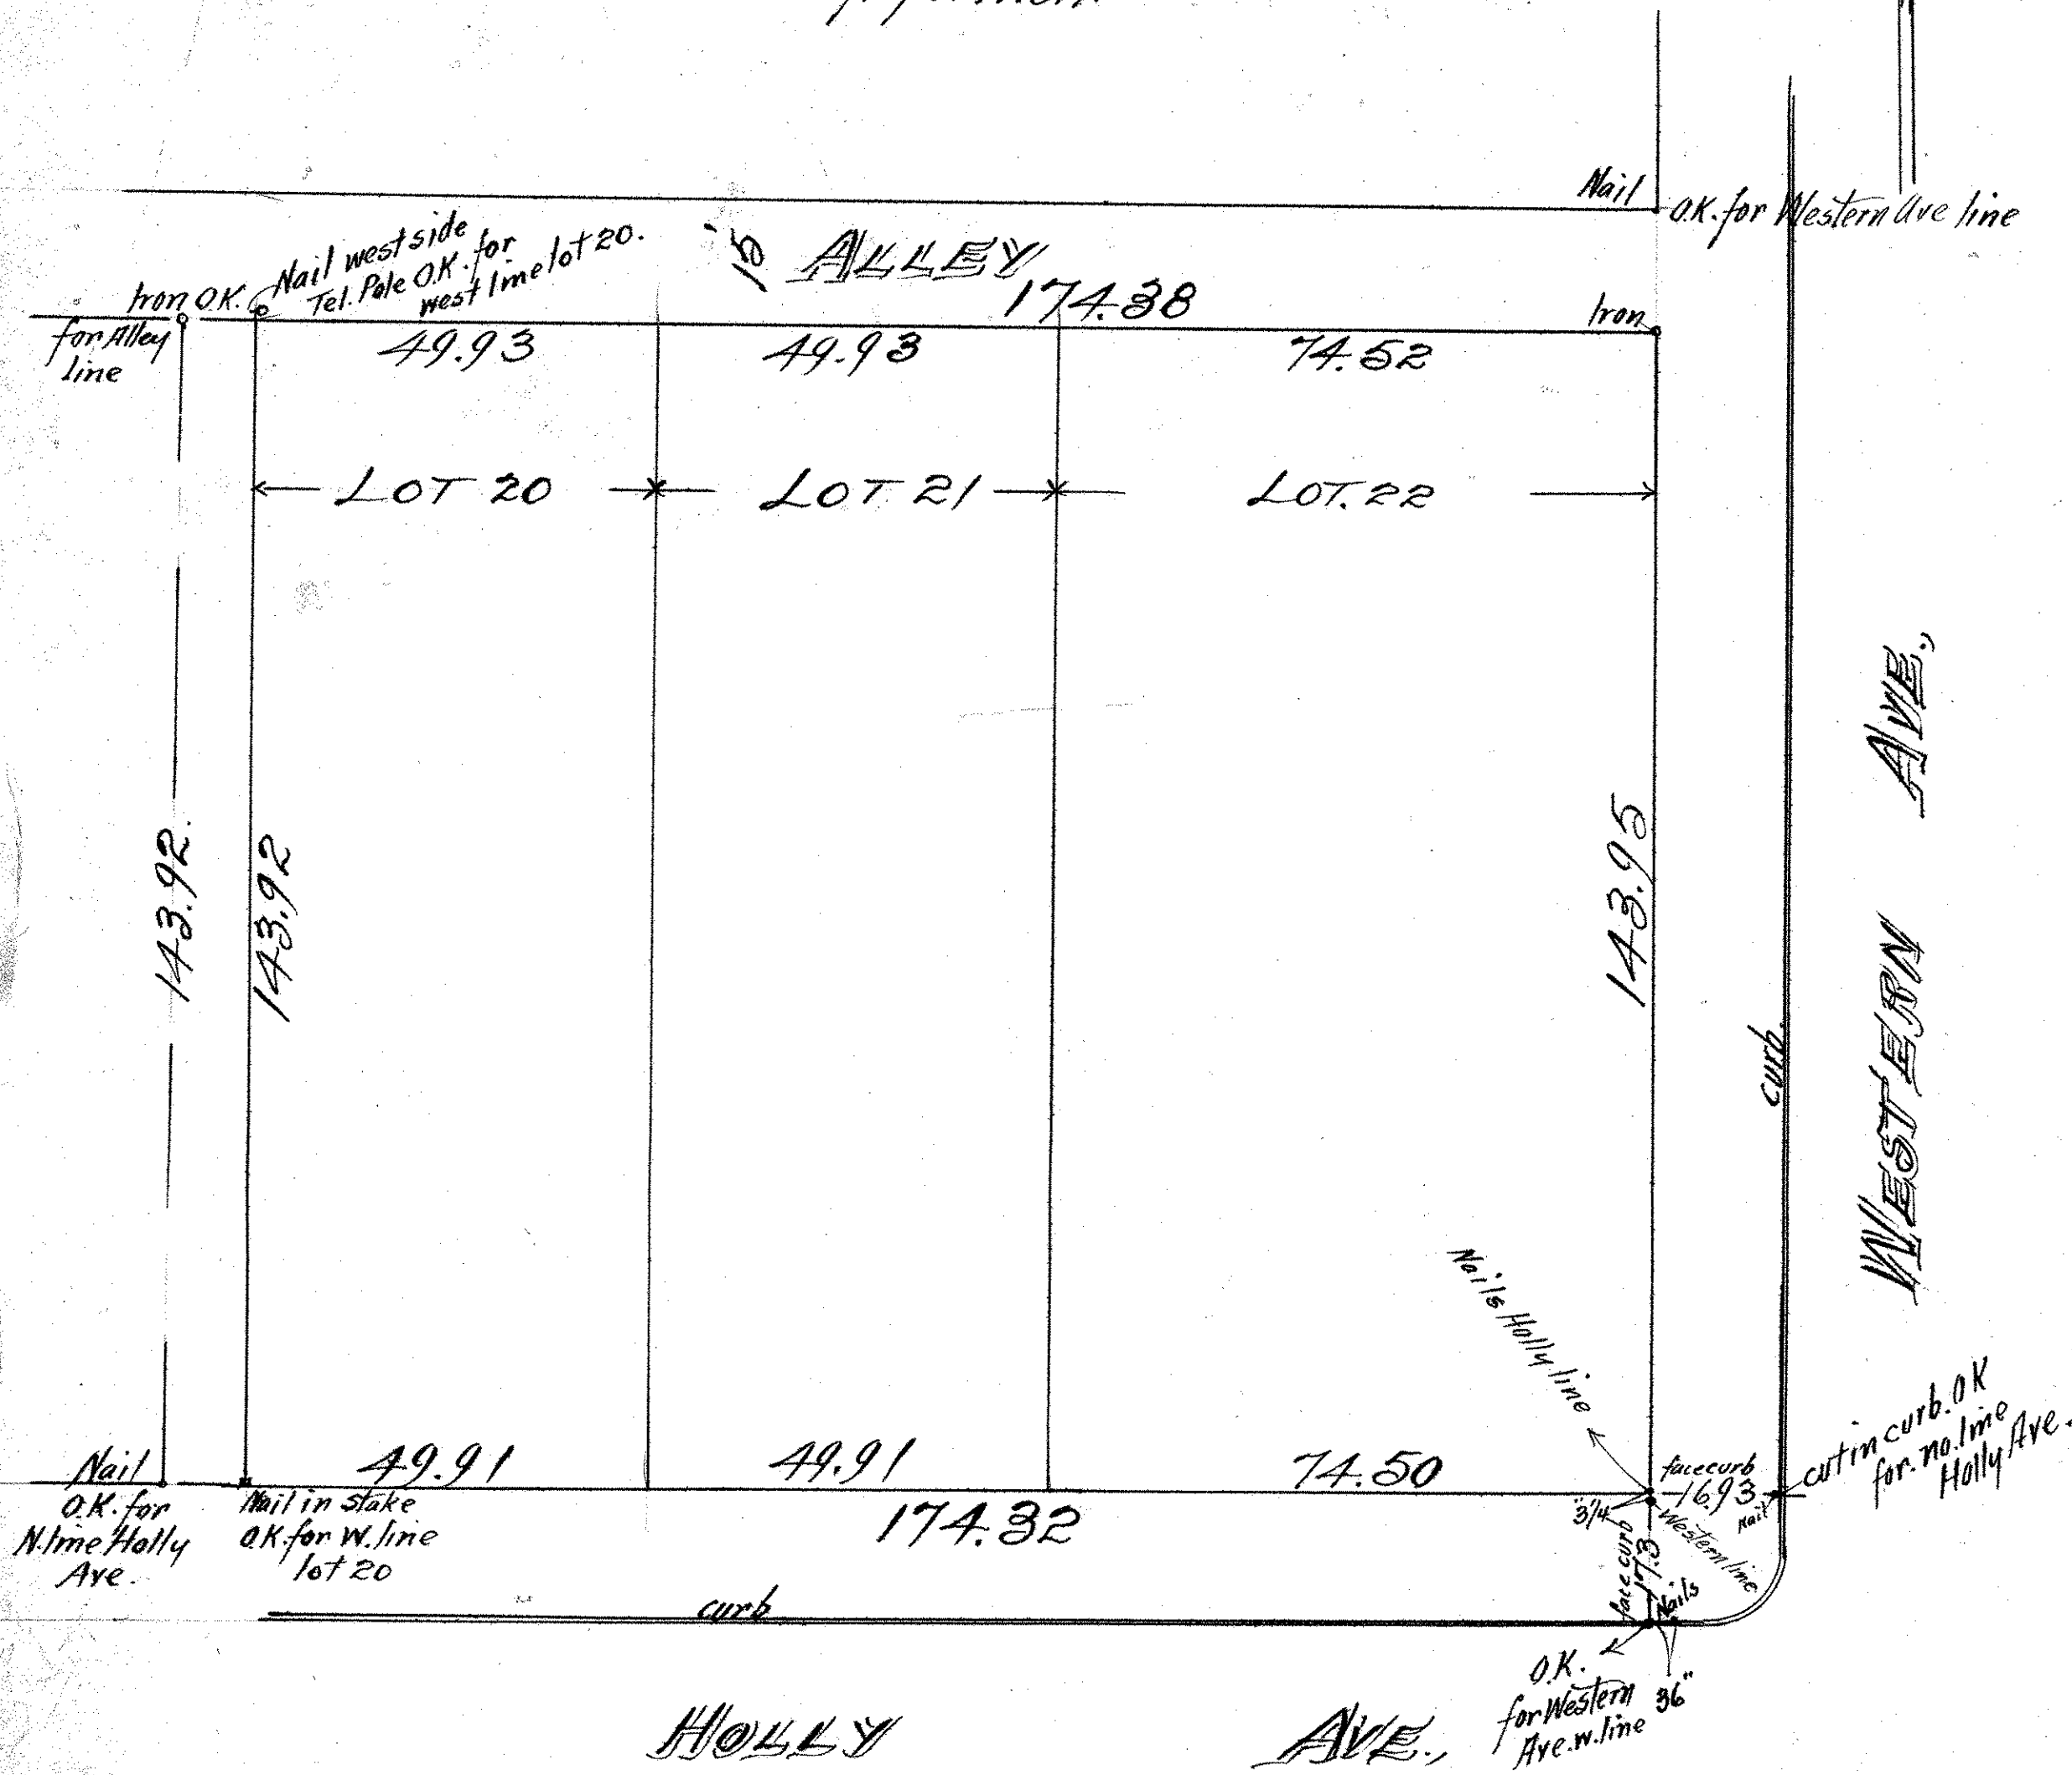 Nail
O.K. for Western Ave line
Nail west side
Tel. Pole O.K. for
west line lot 20.
ALLEY
174.38
Iron O.K.
for Alley
line
Iron
49.93
49.93
74.52
LOT 20
LOT 21
LOT. 22
143.92.
143.92
143.95
curb.
WESTERN AVE.,
Nails Holly line
49.91
49.91
74.50
174.32
Nail
O.K. for
N. line Holly
Ave.
Nail in stake
O.K. for W. line
lot 20
face curb
16.93
Nail
3/4"
Western line
face curb
17.3
Nails
cut in curb. OK
for. no. line
Holly Ave.
curb
O.K.
for Western
Ave. w. line
36"
HOLLY AVE.,